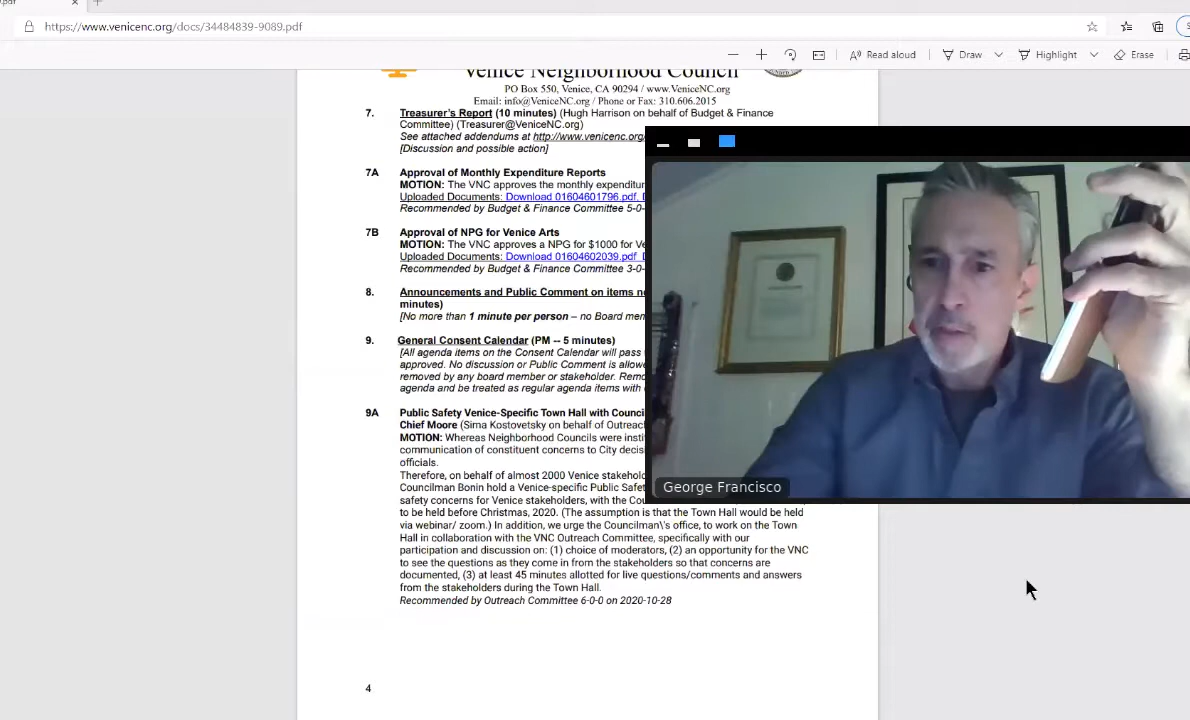 .pdf
https://www.venicenc.org/docs/34484839-9089.pdf
Read aloud
Draw
Highlight
Erase
Venice Neighborhood Council
PO Box 550, Venice, CA 90294 / www.VeniceNC.org
Email: info@VeniceNC.org / Phone or Fax: 310.606.2015
7. Treasurer's Report (10 minutes) (Hugh Harrison on behalf of Budget & Finance
Committee) (Treasurer@VeniceNC.org)
See attached addendums at http://www.venicenc.org/
[Discussion and possible action]
7A Approval of Monthly Expenditure Reports
MOTION: The VNC approves the monthly expenditur
Uploaded Documents: Download 01604601796.pdf, D
Recommended by Budget & Finance Committee 5-0-
7B Approval of NPG for Venice Arts
MOTION: The VNC approves a NPG for $1000 for Ve
Uploaded Documents: Download 01604602039.pdf D
Recommended by Budget & Finance Committee 3-0-
8. Announcements and Public Comment on items no
minutes)
[No more than 1 minute per person – no Board mem
9. General Consent Calendar (PM -- 5 minutes)
[All agenda items on the Consent Calendar will pass
approved. No discussion or Public Comment is allowe
removed by any board member or stakeholder. Remo
agenda and be treated as regular agenda items with
9A Public Safety Venice-Specific Town Hall with Counci
Chief Moore (Sima Kostovetsky on behalf of Outreac
MOTION: Whereas Neighborhood Councils were insti
communication of constituent concerns to City decis
officials.
Therefore, on behalf of almost 2000 Venice stakehol
Councilman Bonin hold a Venice-specific Public Safet
safety concerns for Venice stakeholders, with the Cou
to be held before Christmas, 2020. (The assumption is that the Town Hall would be held
via webinar/ zoom.) In addition, we urge the Councilman\'s office, to work on the Town
Hall in collaboration with the VNC Outreach Committee, specifically with our
participation and discussion on: (1) choice of moderators, (2) an opportunity for the VNC
to see the questions as they come in from the stakeholders so that concerns are
documented, (3) at least 45 minutes allotted for live questions/comments and answers
from the stakeholders during the Town Hall.
Recommended by Outreach Committee 6-0-0 on 2020-10-28
4
George Francisco